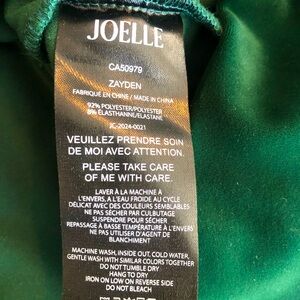 JOELLE
CA50979
ZAYDEN
FABRIQUÉ EN CHINE / MADE IN CHINA
92% POLYESTER/POLYESTER
8% ÉLASTHANNE/ELASTANE
JC-2024-0021
VEUILLEZ PRENDRE SOIN
DE MOI AVEC ATTENTION.
PLEASE TAKE CARE
OF ME WITH CARE.
LAVER À LA MACHINE À
L'ENVERS, À L'EAU FROIDE AU CYCLE
DÉLICAT AVEC DES COULEURS SEMBLABLES
NE PAS SÉCHER PAR CULBUTAGE
SUSPENDRE POUR SÉCHER
REPASSAGE À BASSE TEMPÉRATURE À L'ENVERS
NE PAS UTILISER D'AGENT DE
BLANCHIMENT
MACHINE WASH, INSIDE OUT, COLD WATER,
GENTLE WASH WITH SIMILAR COLORS TOGETHER
DO NOT TUMBLE DRY
HANG TO DRY
IRON ON LOW ON REVERSE SIDE
DO NOT BLEACH